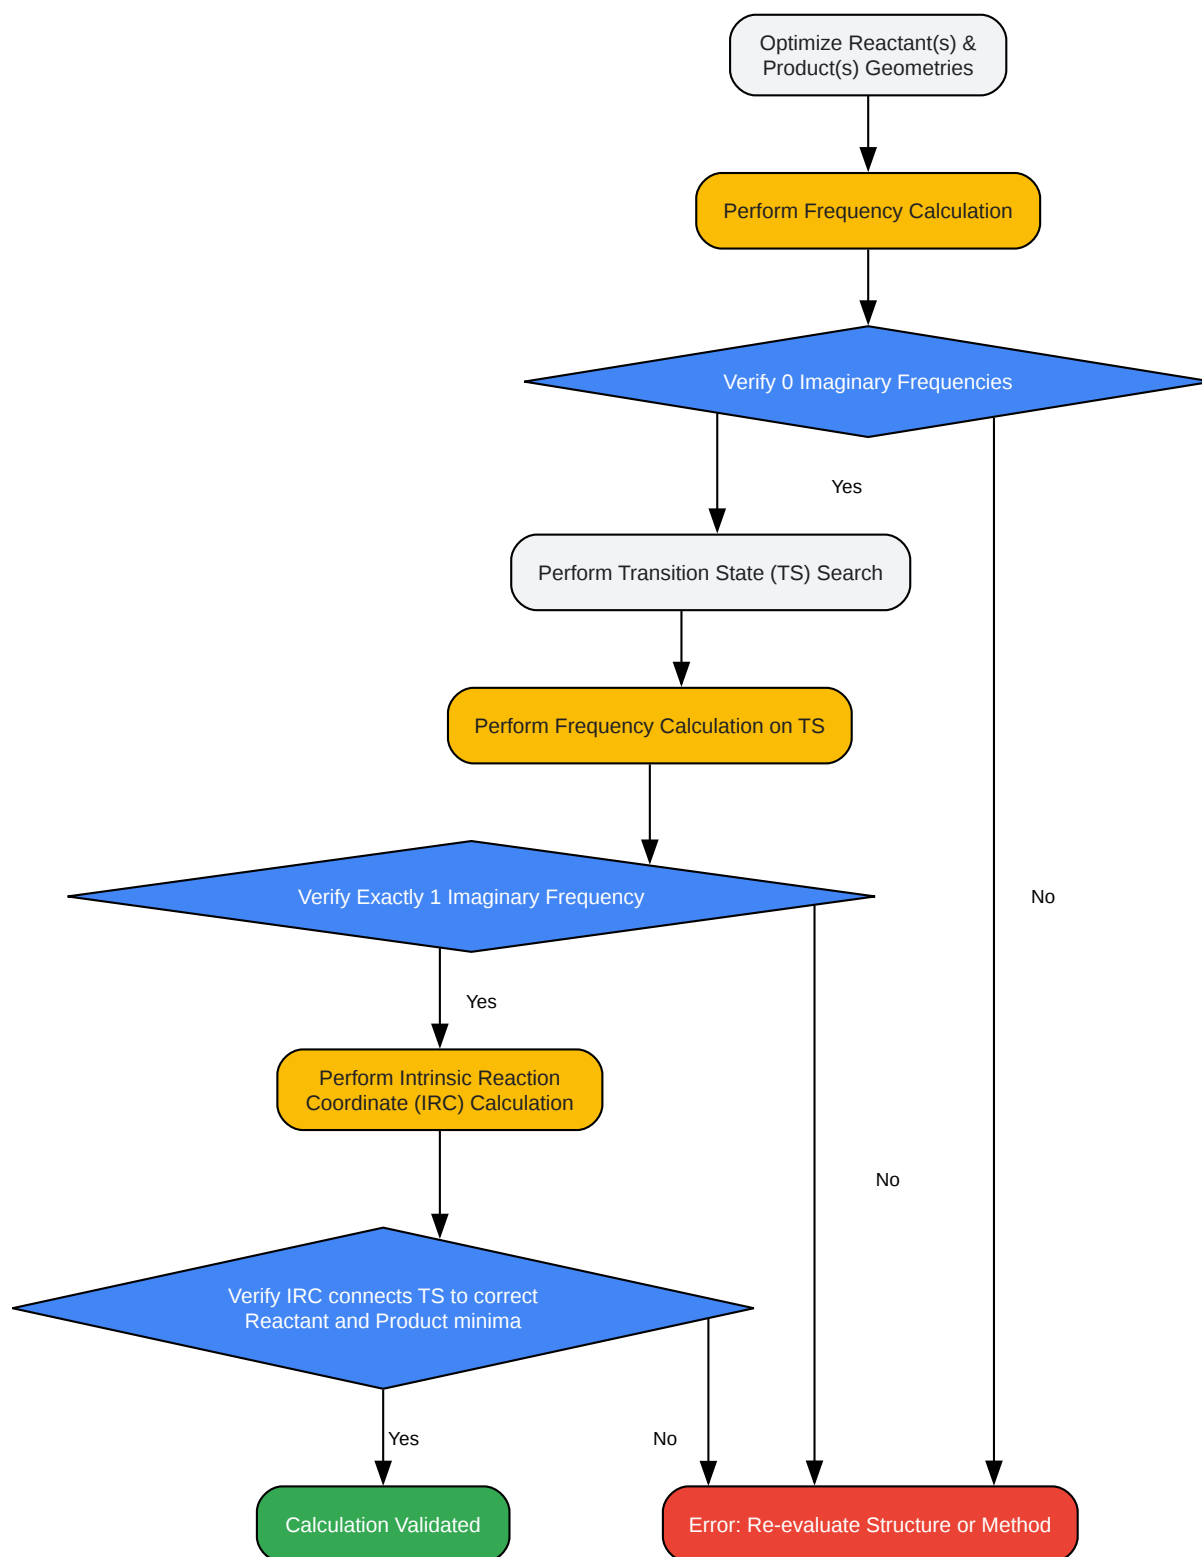 Optimize Reactant(s) &
Product(s) Geometries
Perform Frequency Calculation
Verify 0 Imaginary Frequencies
Yes
Perform Transition State (TS) Search
Perform Frequency Calculation on TS
Verify Exactly 1 Imaginary Frequency
No
Yes
Perform Intrinsic Reaction
Coordinate (IRC) Calculation
No
Verify IRC connects TS to correct
Reactant and Product minima
Yes
No
Calculation Validated
Error: Re-evaluate Structure or Method